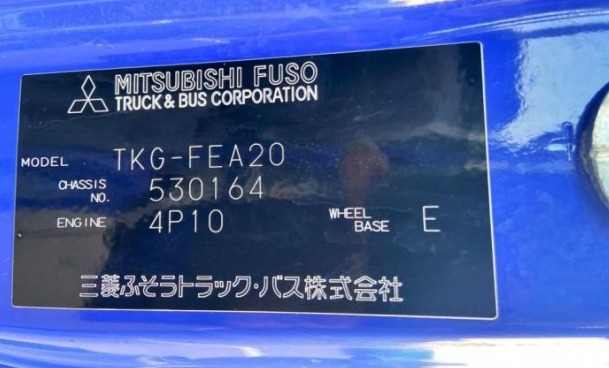 MITSUBISHI FUSO
TRUCK & BUS CORPORATION
MODEL TKG-FEA20
CHASSIS NO. 530164
ENGINE 4P10 WHEEL BASE E
三菱ふそうトラック・バス株式会社